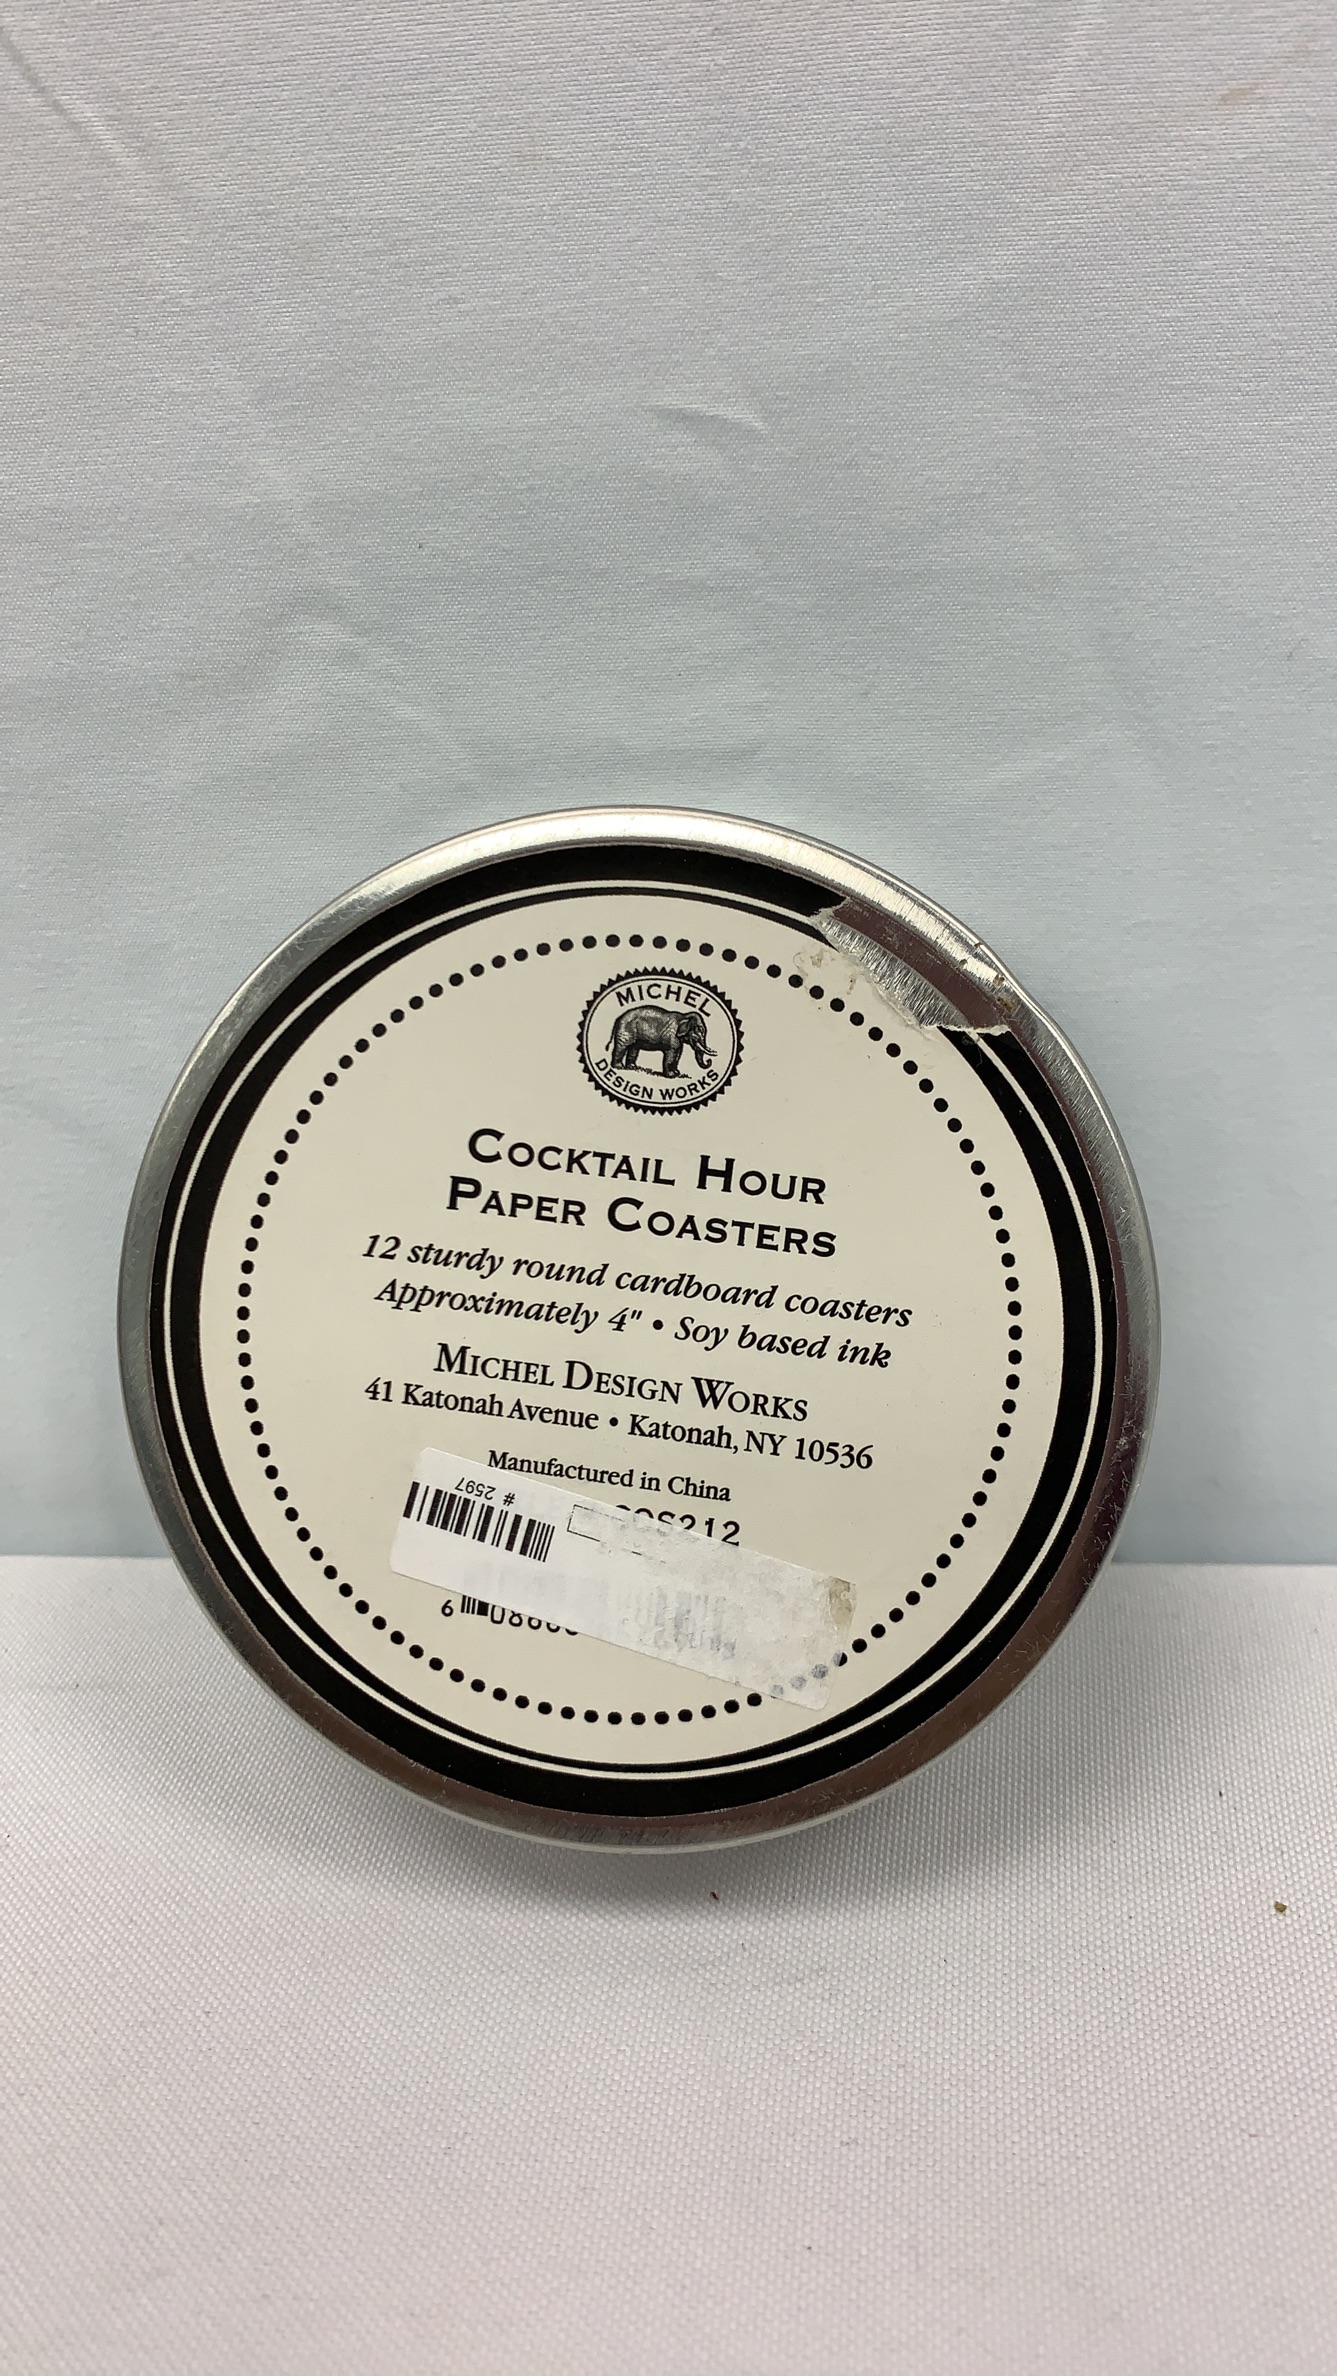 MICHEL
DESIGN WORKS
COCKTAIL HOUR
PAPER COASTERS
12 sturdy round cardboard coasters
Approximately 4" • Soy based ink
MICHEL DESIGN WORKS
41 Katonah Avenue • Katonah, NY 10536
Manufactured in China
# 2597